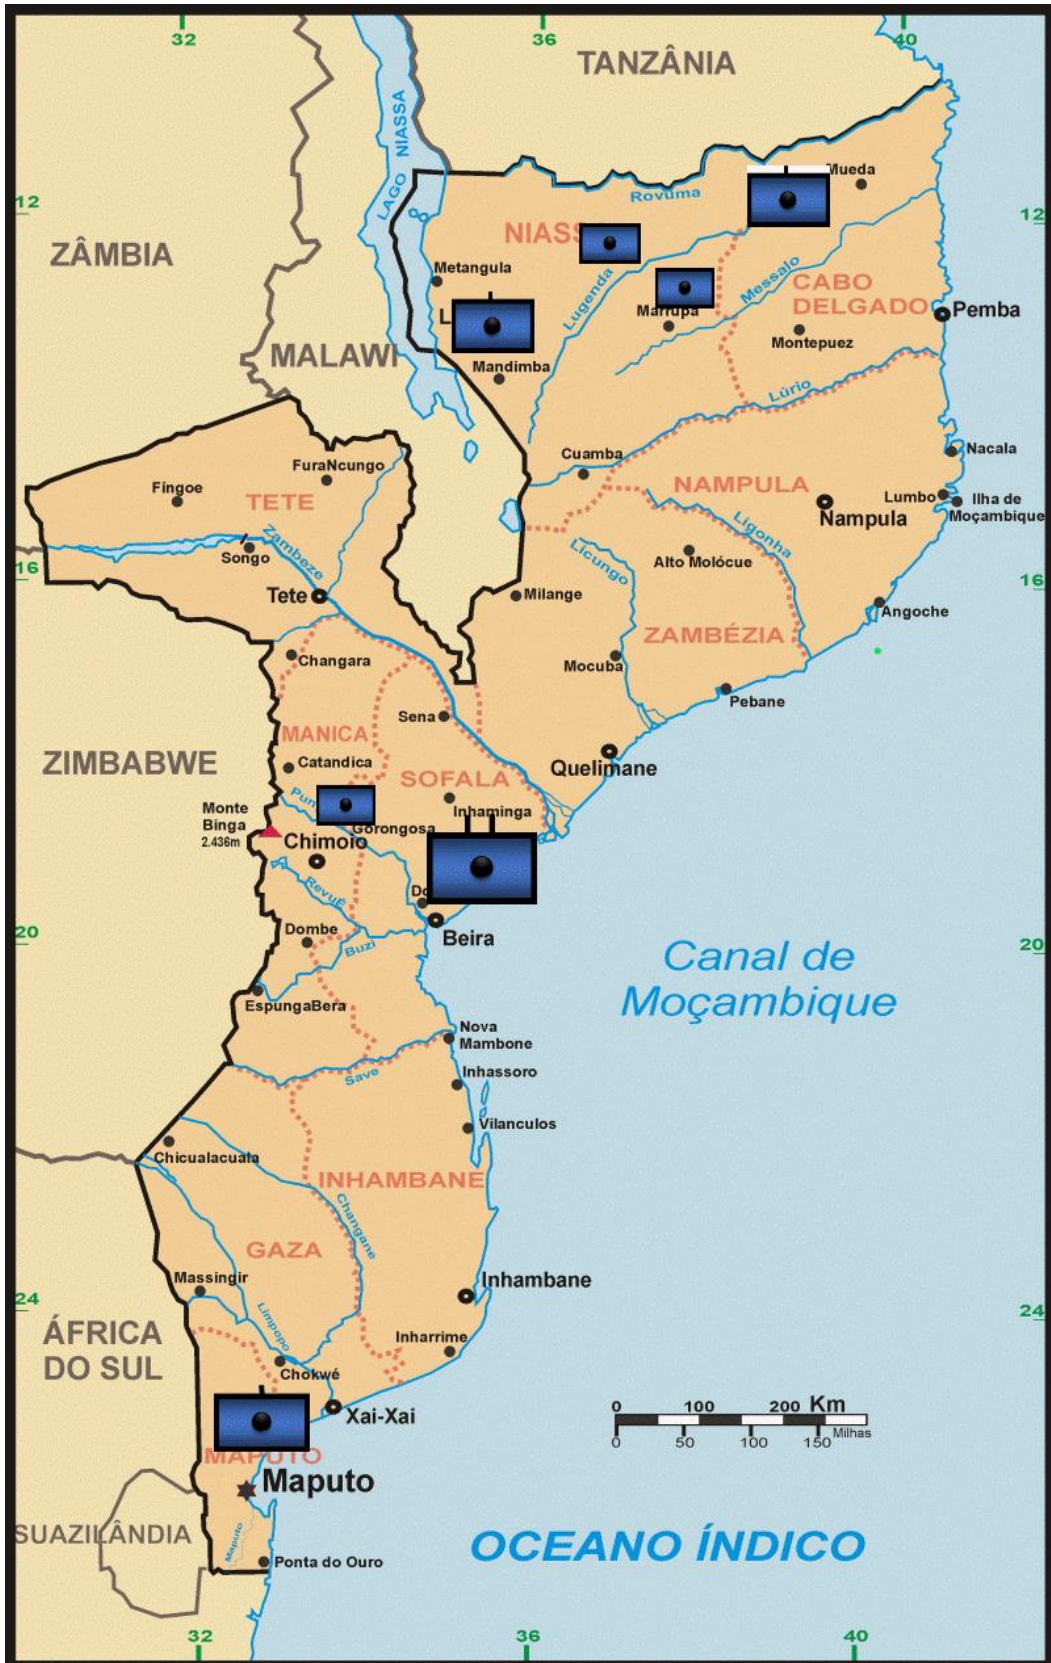 32
36
40
TANZÂNIA
LAGO NIASSA
Rovuma
Mueda
12
12
NIASS
ZÂMBIA
Metangula
Lugenda
Messalo
CABO
DELGADO
Pemba
L
Marrupa
Montepuez
MALAWI
Mandimba
Lúrio
FuraNcungo
Cuamba
Nacala
Fingoe
TETE
NAMPULA
Lumbo
Ilha de
Moçambique
Nampula
Zambeze
Songo
Licungo
Ligonha
Alto Molócue
16
16
Tete
Milange
Angoche
ZAMBÉZIA
Changara
Mocuba
Pebane
Sena
MANICA
Catandica
ZIMBABWE
Quelimane
SOFALA
Pun
Inhaminga
Monte
Binga
2.436m
Gorongosa
Chimoio
Revuè
Do
Dombe
Buzi
Beira
20
20
Canal de
Moçambique
EspungaBera
Nova
Mambone
Save
Inhassoro
Vilanculos
Chicualacuala
INHAMBANE
Changane
GAZA
Massingir
Inhambane
24
24
ÁFRICA
DO SUL
Limpopo
Inharrime
Chokwé
Xai-Xai
0 100 200 Km
0 50 100 150 Milhas
MAPUTO
Maputo
SUAZILÂNDIA
Maputo
OCEANO ÍNDICO
Ponta do Ouro
32
36
40